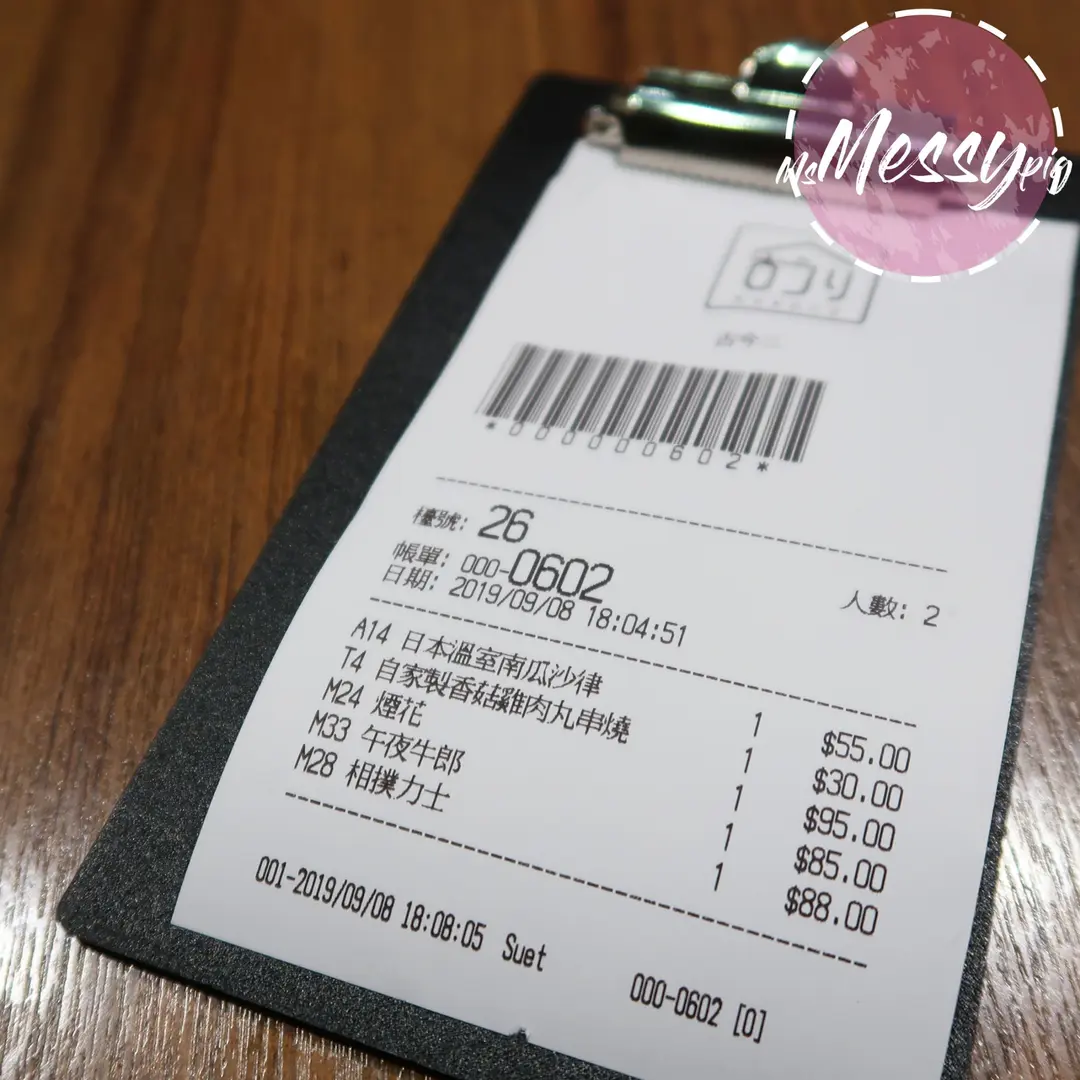 MsMessypig
*000000602*
檯號: 26
帳單: 000-0602 人數: 2
日期: 2019/09/08 18:04:51
A14 日本溫室南瓜沙律 1 $55.00
T4 自家製香菇雞肉丸串燒 1 $30.00
M24 煙花 1 $95.00
M33 午夜牛郎 1 $85.00
M28 相撲力士 1 $88.00
001-2019/09/08 18:08:05 Suet 000-0602 [0]